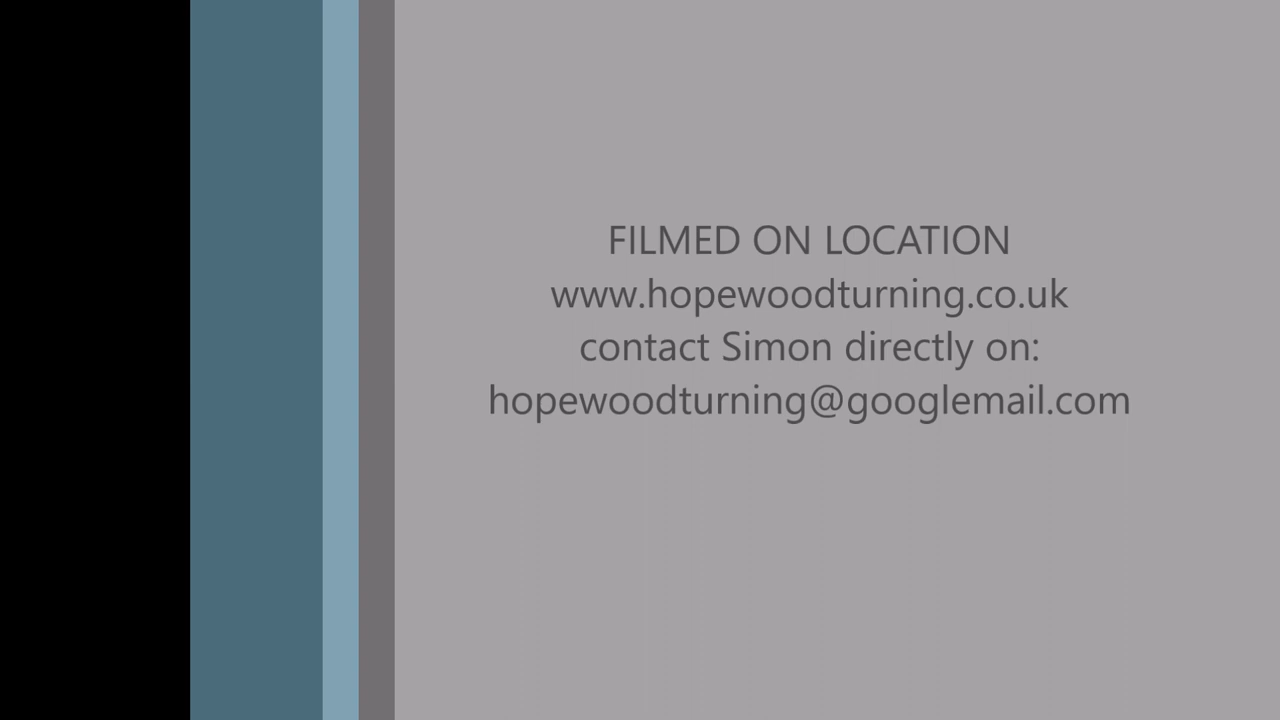 FILMED ON LOCATION
www.hopewoodturning.co.uk
contact Simon directly on:
hopewoodturning@googlemail.com